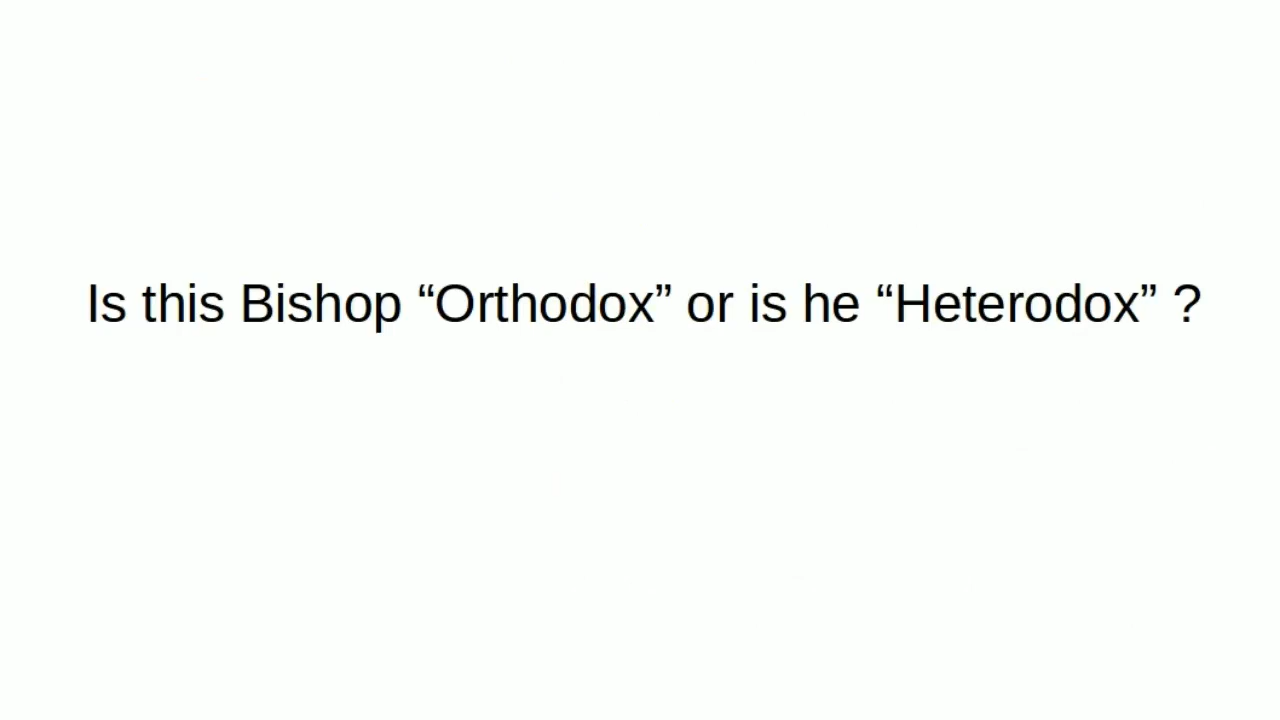 Is this Bishop “Orthodox” or is he “Heterodox” ?